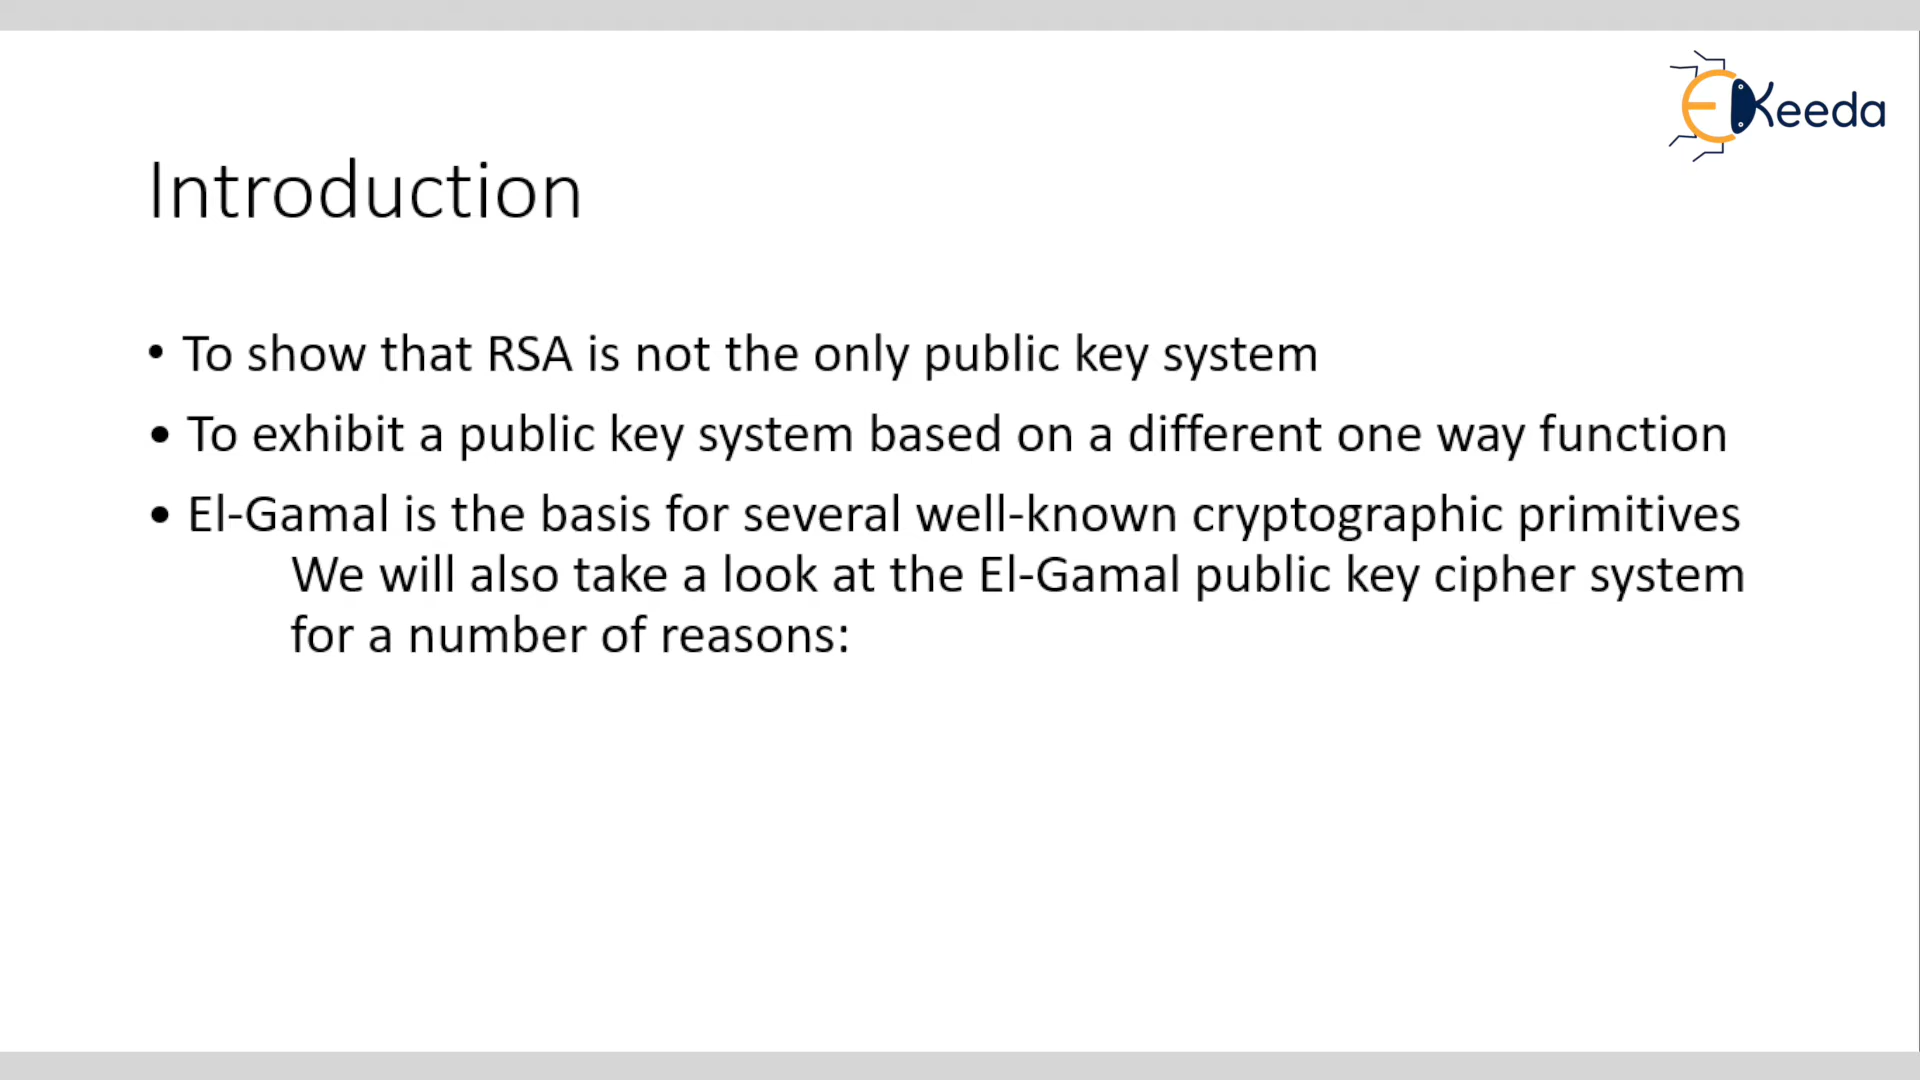 EKeeda
Introduction
• To show that RSA is not the only public key system
• To exhibit a public key system based on a different one way function
• El-Gamal is the basis for several well-known cryptographic primitives
We will also take a look at the El-Gamal public key cipher system
for a number of reasons: